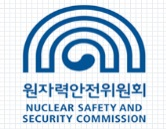 원자력안전위원회
NUCLEAR SAFETY AND
SECURITY COMMISSION